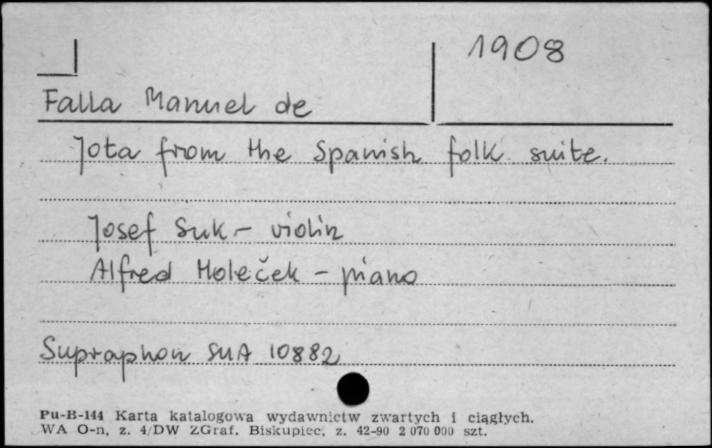 1908
Falla Manuel de
Jota from the Spanish folk suite.
Josef Suk - violin
Alfred Holeček - piano
Supraphon SUA 10882
Pu-B-144 Karta katalogowa wydawnictw zwartych i ciągłych.
WA O-n, z. 4/DW ZGraf. Biskupiec, z. 42-90 2 070 000 szt.